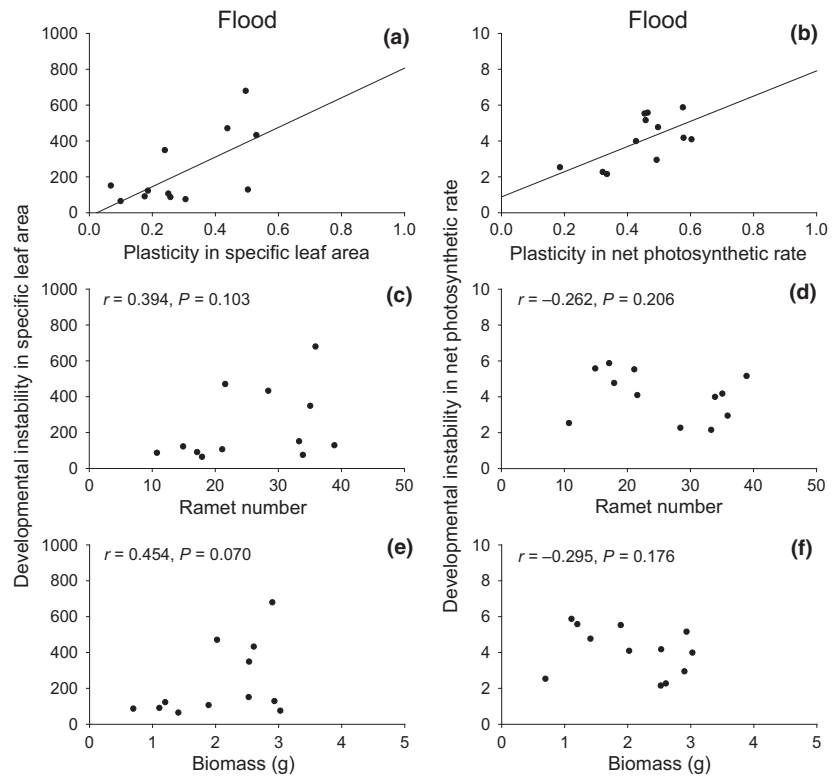 Flood
(a)
1000
800
600
400
200
0
0.0 0.2 0.4 0.6 0.8 1.0
Plasticity in specific leaf area
Flood
(b)
10
8
6
4
2
0
0.0 0.2 0.4 0.6 0.8 1.0
Plasticity in net photosynthetic rate
Developmental instability in specific leaf area
Developmental instability in net photosynthetic rate
(c)
r = 0.394, P = 0.103
1000
800
600
400
200
0
0 10 20 30 40 50
Ramet number
(d)
r = –0.262, P = 0.206
10
8
6
4
2
0
0 10 20 30 40 50
Ramet number
(e)
r = 0.454, P = 0.070
1000
800
600
400
200
0
0 1 2 3 4 5
Biomass (g)
(f)
r = –0.295, P = 0.176
10
8
6
4
2
0
0 1 2 3 4 5
Biomass (g)